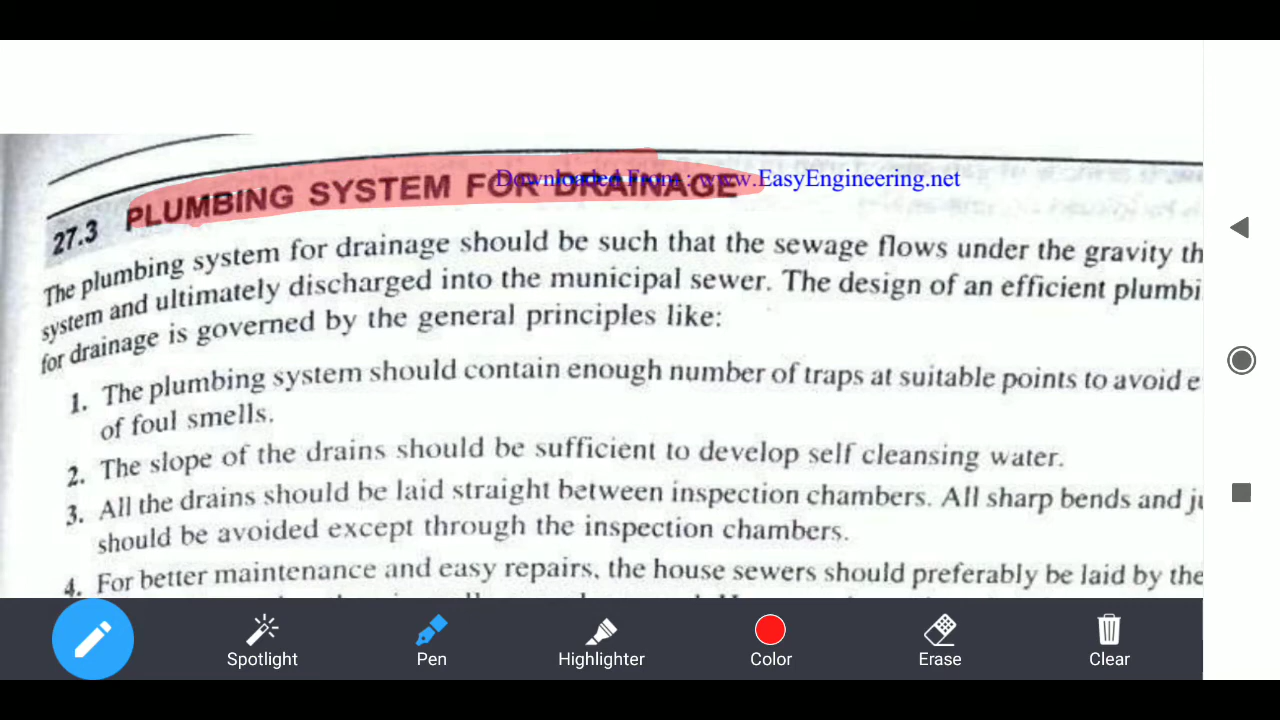 27.3 PLUMBING SYSTEM FOR DRAINAGE
Downloaded From : www.EasyEngineering.net
The plumbing system for drainage should be such that the sewage flows under the gravity th
system and ultimately discharged into the municipal sewer. The design of an efficient plumbi
for drainage is governed by the general principles like:
1. The plumbing system should contain enough number of traps at suitable points to avoid e
of foul smells.
2. The slope of the drains should be sufficient to develop self cleansing water.
3. All the drains should be laid straight between inspection chambers. All sharp bends and ju
should be avoided except through the inspection chambers.
4. For better maintenance and easy repairs, the house sewers should preferably be laid by the
Spotlight Pen Highlighter Color Erase Clear